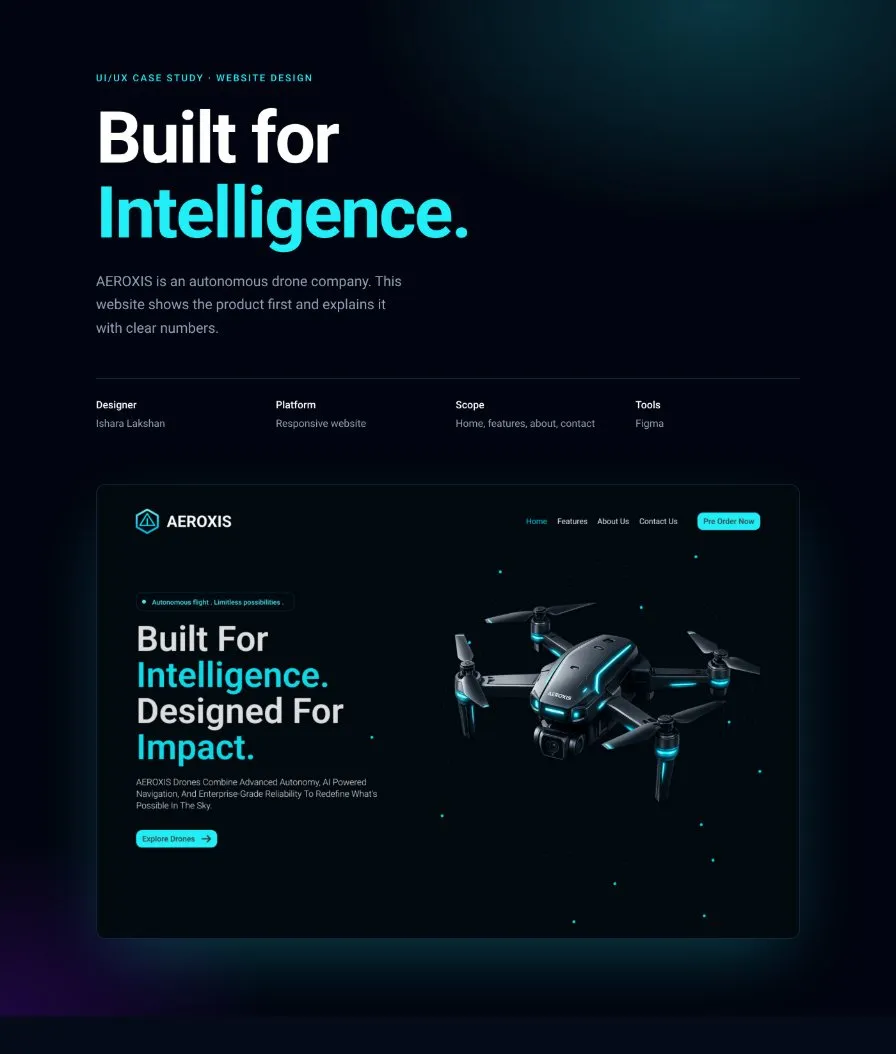 UI/UX CASE STUDY · WEBSITE DESIGN
Built for
Intelligence.
AEROXIS is an autonomous drone company. This
website shows the product first and explains it
with clear numbers.
Designer
Ishara Lakshan
Platform
Responsive website
Scope
Home, features, about, contact
Tools
Figma
AEROXIS
Home
Features
About Us
Contact Us
Pre Order Now
Autonomous flight . Limitless possibilities .
Built For
Intelligence.
Designed For
Impact.
AEROXIS Drones Combine Advanced Autonomy, AI Powered
Navigation, And Enterprise-Grade Reliability To Redefine What's
Possible In The Sky.
Explore Drones
AEROXIS